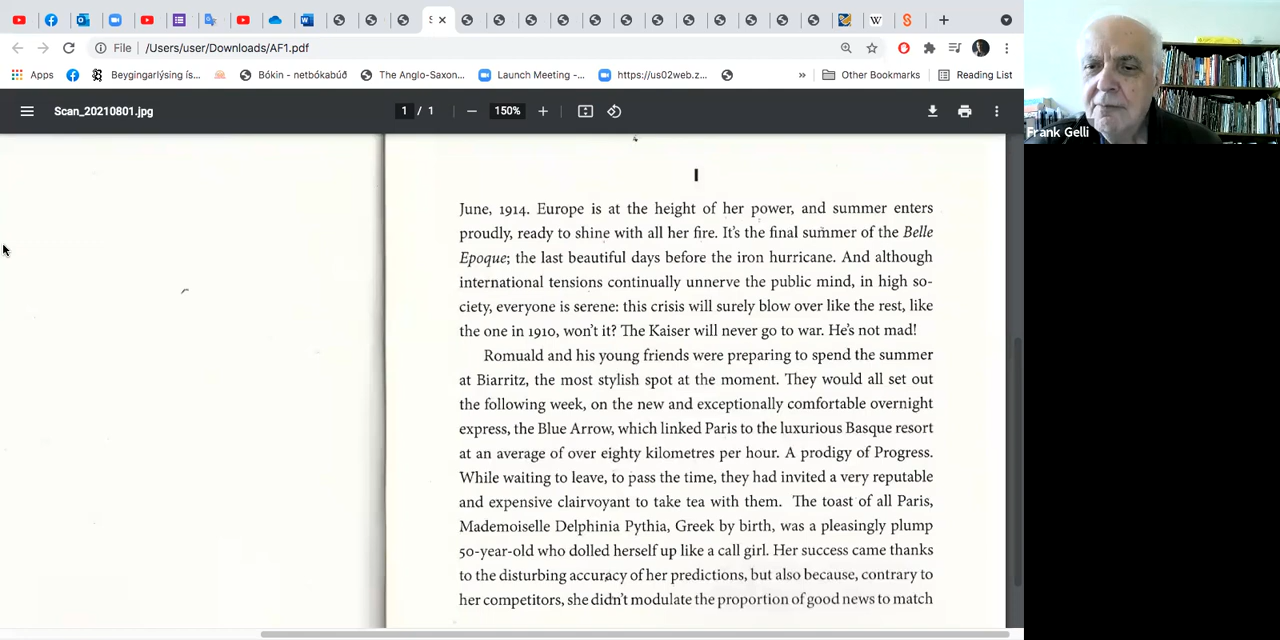 S
File
/Users/user/Downloads/AF1.pdf
Apps
Beygingarlýsing ís...
Bókin - netbókabúð
The Anglo-Saxon...
Launch Meeting -...
https://us02web.z...
»
Other Bookmarks
Reading List
Scan_20210801.jpg
1 / 1
150%
Frank Gelli
I
June, 1914. Europe is at the height of her power, and summer enters
proudly, ready to shine with all her fire. It's the final summer of the Belle
Epoque; the last beautiful days before the iron hurricane. And although
international tensions continually unnerve the public mind, in high so-
ciety, everyone is serene: this crisis will surely blow over like the rest, like
the one in 1910, won't it? The Kaiser will never go to war. He's not mad!
Romuald and his young friends were preparing to spend the summer
at Biarritz, the most stylish spot at the moment. They would all set out
the following week, on the new and exceptionally comfortable overnight
express, the Blue Arrow, which linked Paris to the luxurious Basque resort
at an average of over eighty kilometres per hour. A prodigy of Progress.
While waiting to leave, to pass the time, they had invited a very reputable
and expensive clairvoyant to take tea with them. The toast of all Paris,
Mademoiselle Delphinia Pythia, Greek by birth, was a pleasingly plump
50-year-old who dolled herself up like a call girl. Her success came thanks
to the disturbing accuracy of her predictions, but also because, contrary to
her competitors, she didn't modulate the proportion of good news to match